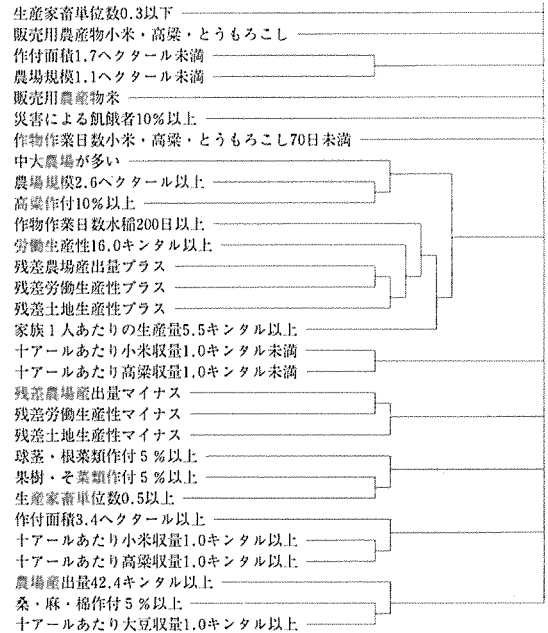 生産家畜単位数0.3以下
販売用農産物小米・高粱・とうもろこし
作付面積1.7ヘクタール未満
農場規模1.1ヘクタール未満
販売用農産物米
災害による飢餓者10%以上
作物作業日数小米・高粱・とうもろこし70日未満
中大農場が多い
農場規模2.6ヘクタール以上
高粱作付10%以上
作物作業日数水稲200日以上
労働生産性16.0キンタル以上
残差農場産出量プラス
残差労働生産性プラス
残差土地生産性プラス
家族1人あたりの生産量5.5キンタル以上
十アールあたり小米収量1.0キンタル未満
十アールあたり高粱収量1.0キンタル未満
残差農場産出量マイナス
残差労働生産性マイナス
残差土地生産性マイナス
球茎・根菜類作付5%以上
果樹・そ菜類作付5%以上
生産家畜単位数0.5以上
作付面積3.4ヘクタール以上
十アールあたり小米収量1.0キンタル以上
十アールあたり高粱収量1.0キンタル以上
農場産出量42.4キンタル以上
桑・麻・棉作付5%以上
十アールあたり大豆収量1.0キンタル以上